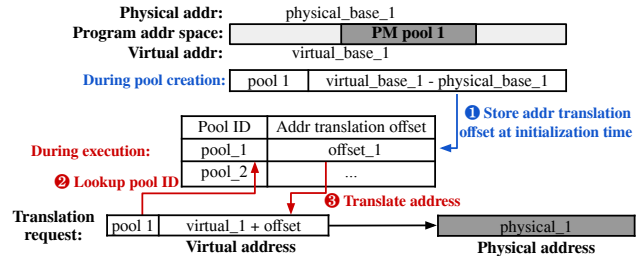 Physical addr: physical_base_1
Program addr space: PM pool 1
Virtual addr: virtual_base_1
During pool creation: pool 1 virtual_base_1 - physical_base_1
❶ Store addr translation
offset at initialization time
Pool ID Addr translation offset
During execution: pool_1 offset_1
pool_2 ...
❷ Lookup pool ID ❸ Translate address
Translation
request: pool 1 virtual_1 + offset physical_1
Virtual address Physical address